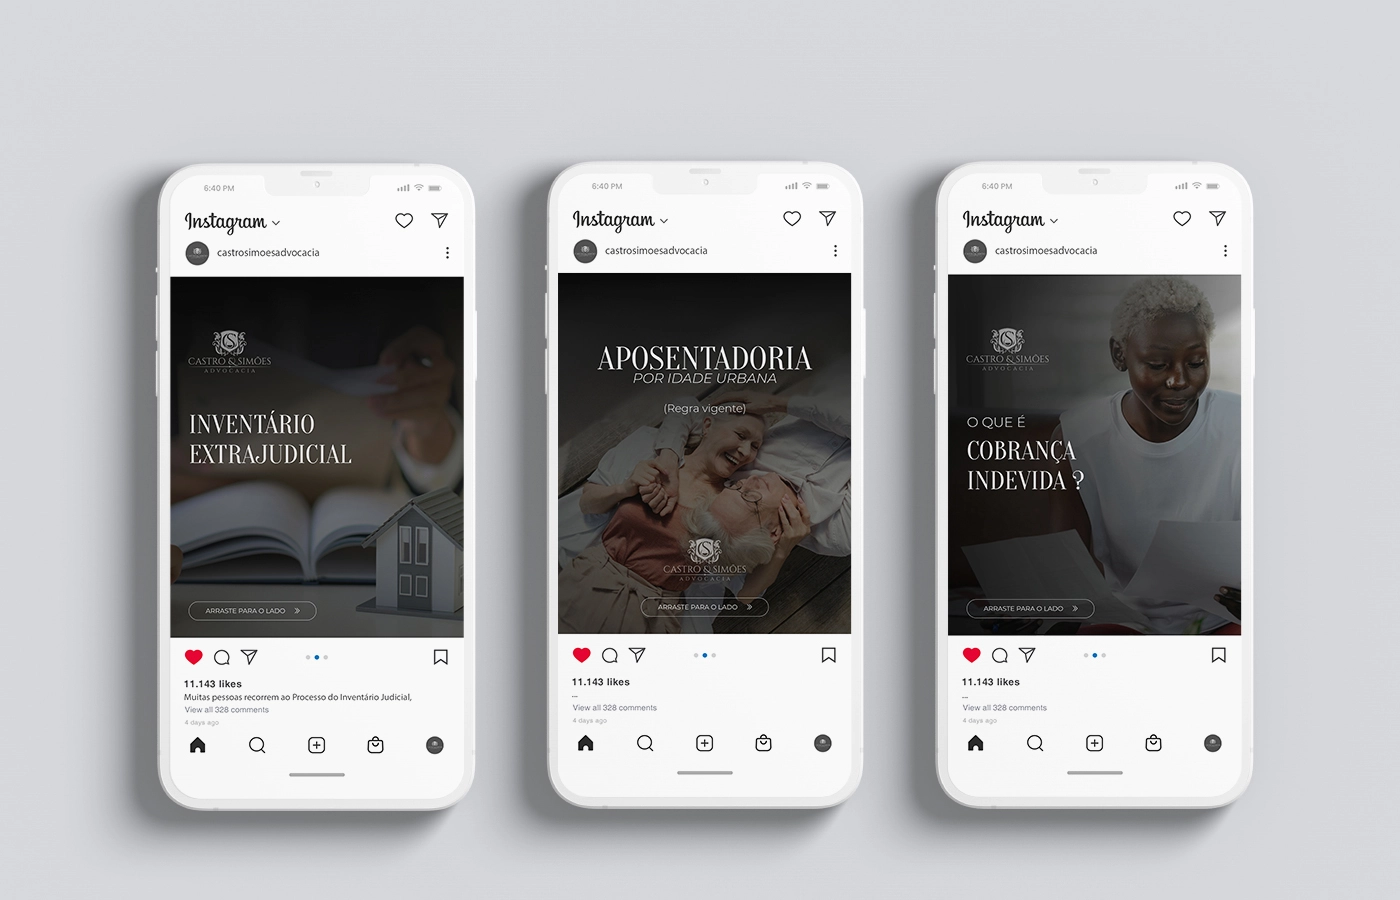 6:40 PM
Instagram
castrosimoesadvocacia
CASTRO & SIMÕES
ADVOCACIA
INVENTÁRIO
EXTRAJUDICIAL
ARRASTE PARA O LADO
11.143 likes
Muitas pessoas recorrem ao Processo do Inventário Judicial,
View all 328 comments
4 days ago
6:40 PM
Instagram
castrosimoesadvocacia
APOSENTADORIA
POR IDADE URBANA
(Regra vigente)
CASTRO & SIMÕES
ADVOCACIA
ARRASTE PARA O LADO
11.143 likes
...
View all 328 comments
4 days ago
6:40 PM
Instagram
castrosimoesadvocacia
CASTRO & SIMÕES
ADVOCACIA
O QUE É
COBRANÇA
INDEVIDA ?
ARRASTE PARA O LADO
11.143 likes
...
View all 328 comments
4 days ago